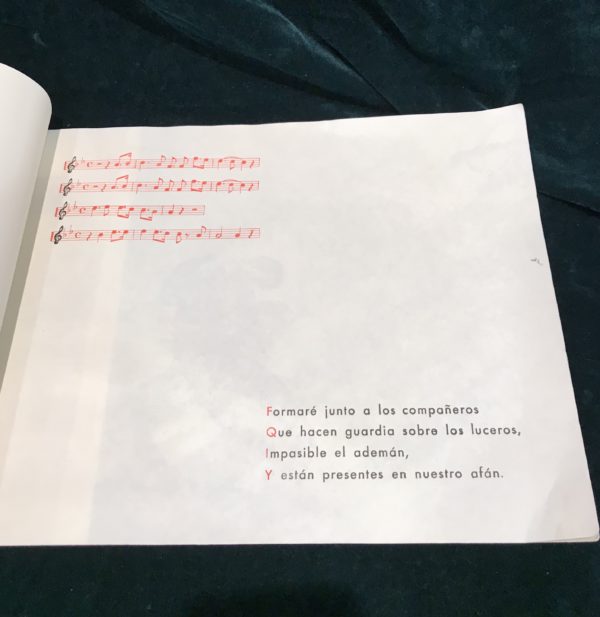 Formaré junto a los compañeros
Que hacen guardia sobre los luceros,
Impasible el ademán,
Y están presentes en nuestro afán.